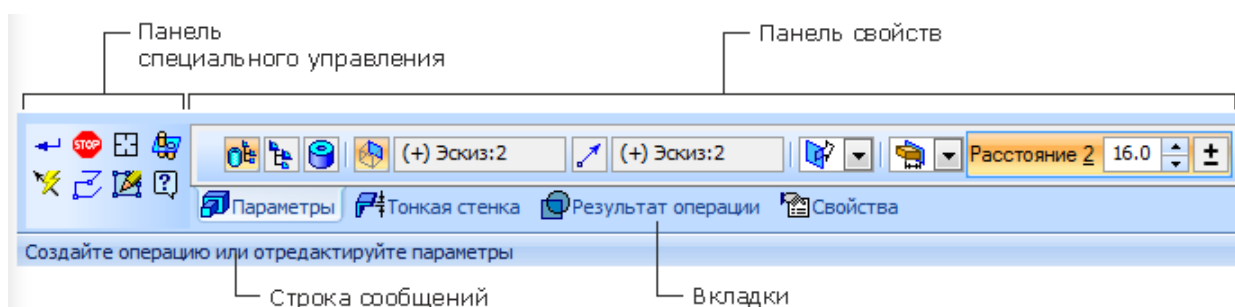 Панель
специального управления
Панель свойств
STOP
(+) Эскиз:2
(+) Эскиз:2
Расстояние 2
16.0
±
?
Параметры
Тонкая стенка
Результат операции
Свойства
Создайте операцию или отредактируйте параметры
Строка сообщений
Вкладки